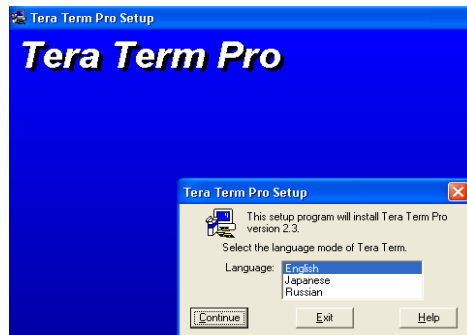 Tera Term Pro Setup
Tera Term Pro
Tera Term Pro Setup
This setup program will install Tera Term Pro
version 2.3.
Select the language mode of Tera Term.
Language: English
Japanese
Russian
Continue Exit Help